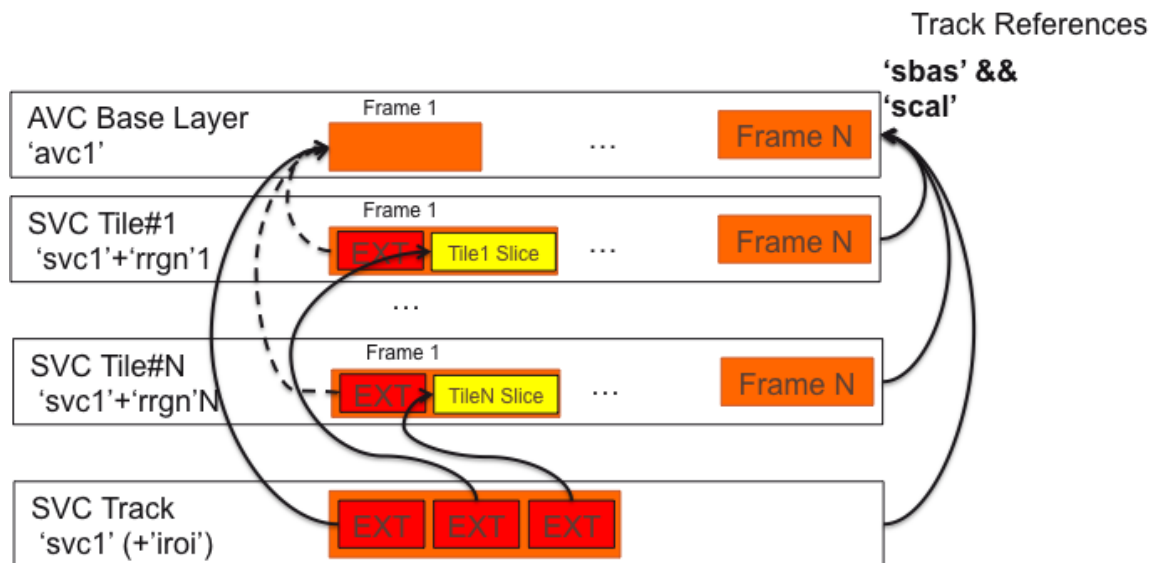 Track References
‘sbas’ &&
‘scal’
AVC Base Layer
‘avc1’
Frame 1
...
Frame N
SVC Tile#1
‘svc1’+‘rrgn’1
Frame 1
EXT
Tile1 Slice
...
Frame N
...
SVC Tile#N
‘svc1’+‘rrgn’N
Frame 1
EXT
TileN Slice
...
Frame N
SVC Track
‘svc1’ (+’iroi’)
EXT
EXT
EXT